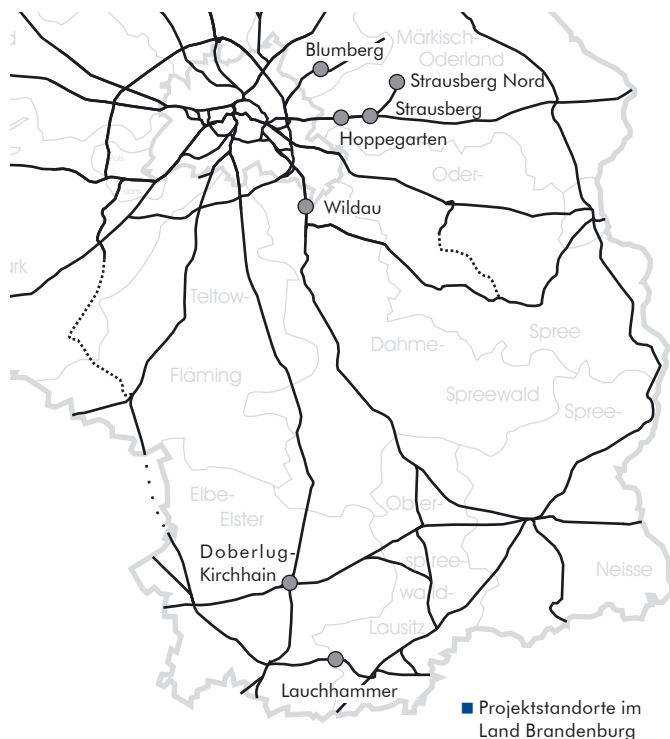 Blumberg
Märkisch-
Oderland
Strausberg Nord
Strausberg
Hoppegarten
Oder-
Wildau
ark
Teltow-
Dahme-
Spree
Fläming
Spreewald
Spree-
Elbe-
Elster
Ober-
Doberlug-
Kirchhain
spree-
wald-
Neisse
Lausitz
Lauchhammer
Projektstandorte im
Land Brandenburg